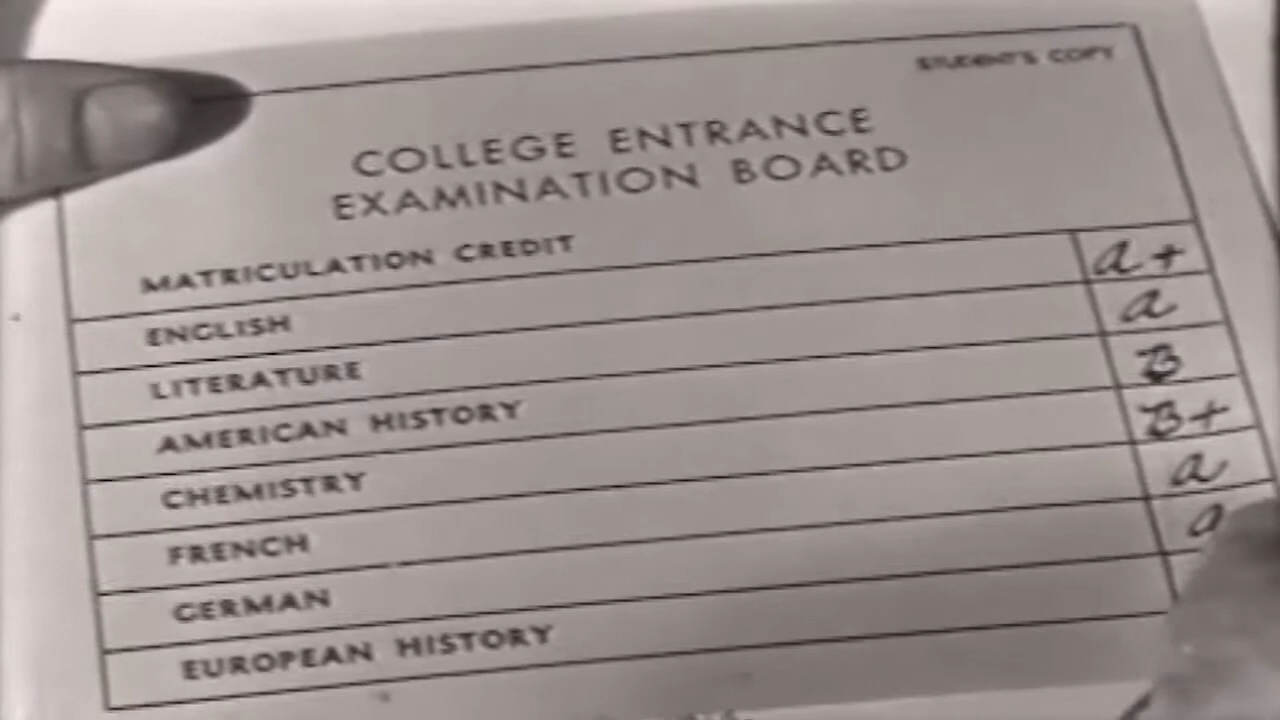 STUDENT'S COPY
COLLEGE ENTRANCE
EXAMINATION BOARD
MATRICULATION CREDIT
ENGLISH A+
LITERATURE A
AMERICAN HISTORY B
CHEMISTRY B+
FRENCH A
GERMAN A
EUROPEAN HISTORY